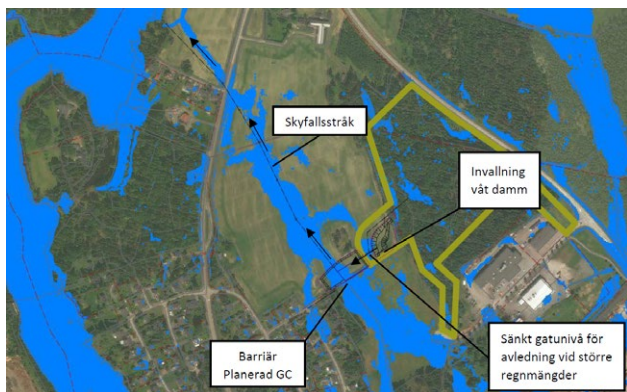 Skyfallsstråk
Invallning
våt damm
Sänkt gatunivå för
avledning vid större
regnmängder
Barriär
Planerad GC